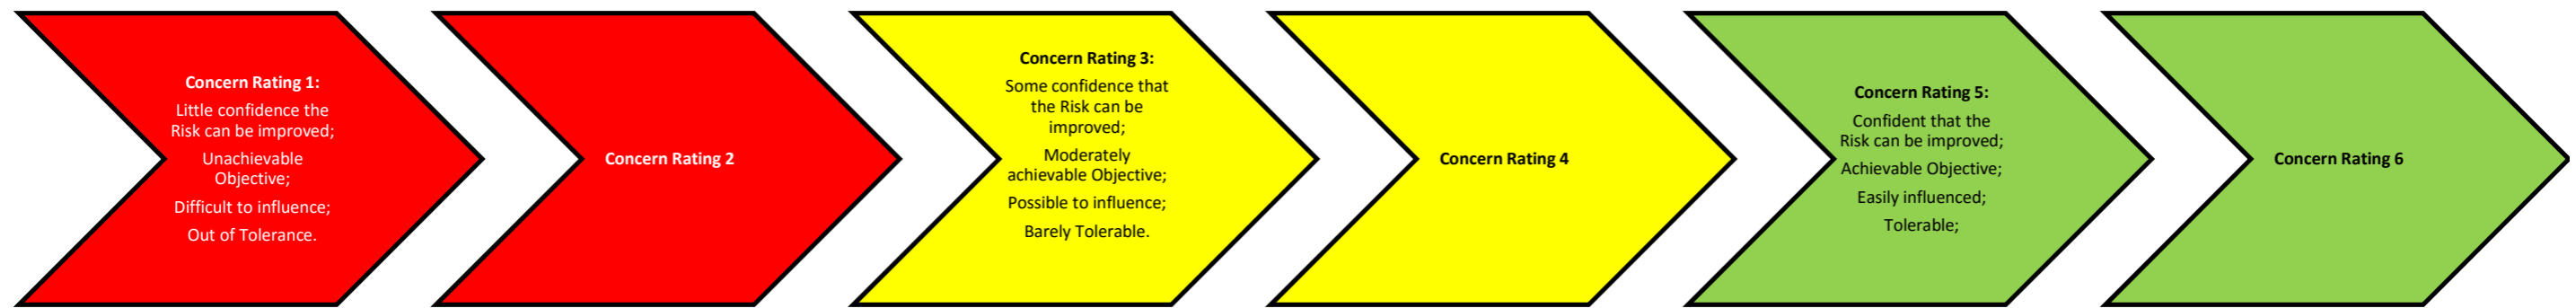 Concern Rating 1:
Little confidence the
Risk can be improved;
Unachievable
Objective;
Difficult to influence;
Out of Tolerance.
Concern Rating 2
Concern Rating 3:
Some confidence that
the Risk can be
improved;
Moderately
achievable Objective;
Possible to influence;
Barely Tolerable.
Concern Rating 4
Concern Rating 5:
Confident that the
Risk can be improved;
Achievable Objective;
Easily influenced;
Tolerable;
Concern Rating 6